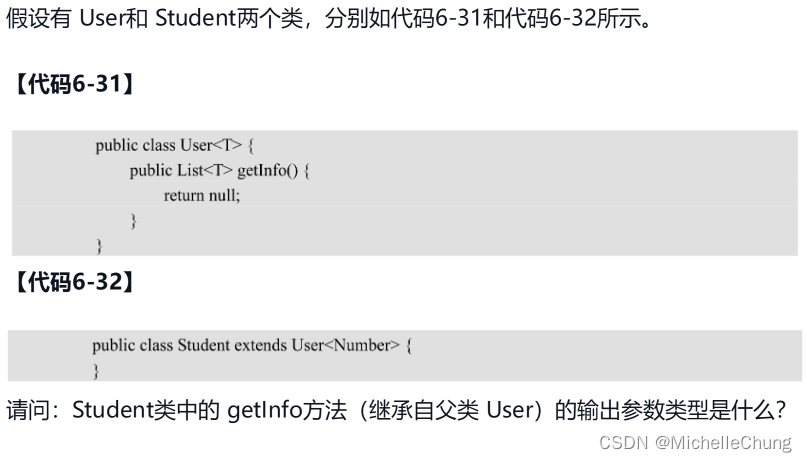 假设有 User和 Student两个类，分别如代码6-31和代码6-32所示。
【代码6-31】
public class User<T> {
public List<T> getInfo() {
return null;
}
}
【代码6-32】
public class Student extends User<Number> {
}
请问：Student类中的 getInfo方法（继承自父类 User）的输出参数类型是什么？
CSDN @MichelleChung